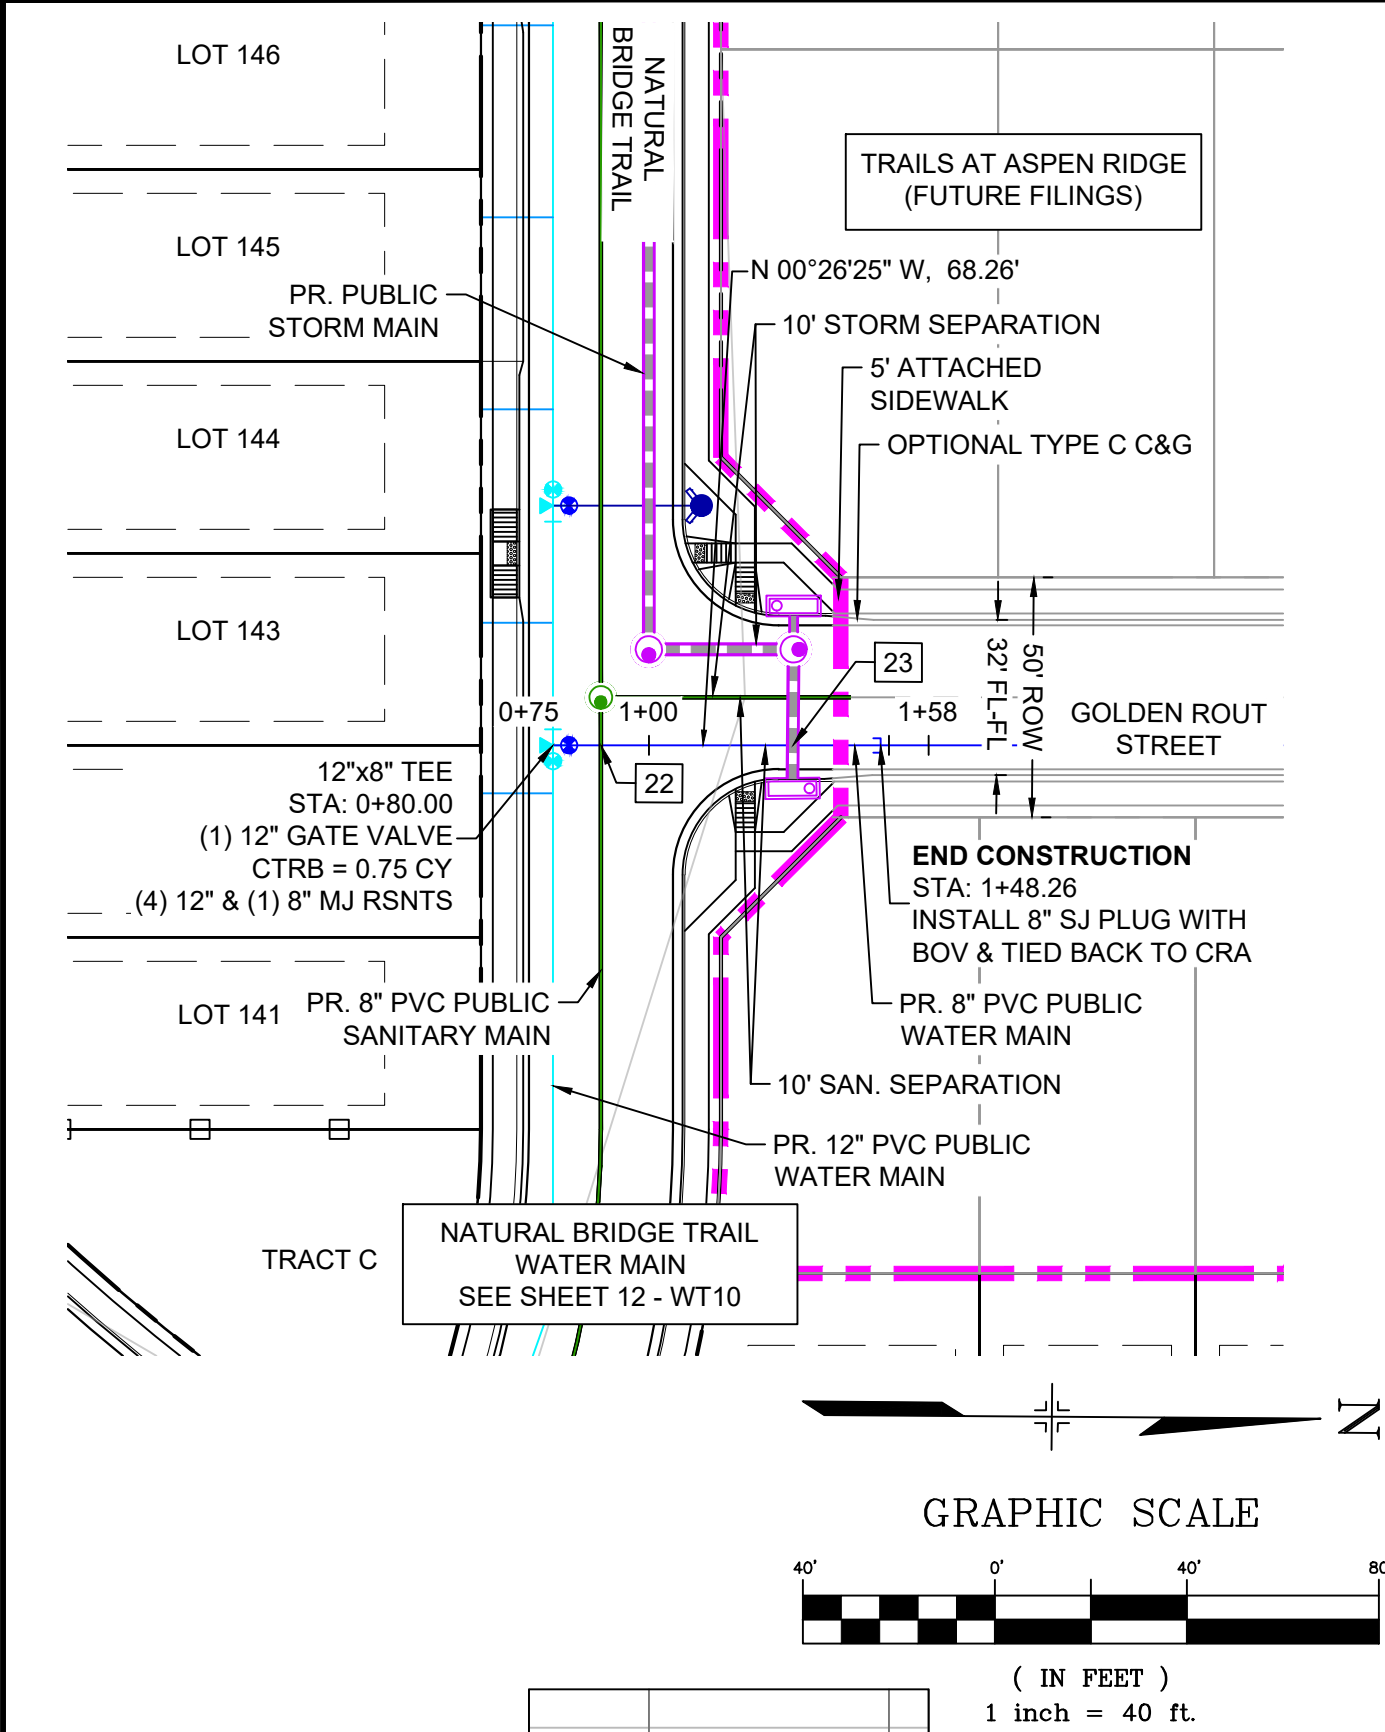 LOT 146
NATURAL
BRIDGE TRAIL
TRAILS AT ASPEN RIDGE
(FUTURE FILINGS)
LOT 145
N 00°26'25" W, 68.26'
PR. PUBLIC
STORM MAIN
10' STORM SEPARATION
5' ATTACHED
SIDEWALK
LOT 144
OPTIONAL TYPE C C&G
LOT 143
23
32' FL-FL
50' ROW
0+75
1+00
1+58
GOLDEN ROUT
STREET
22
12"x8" TEE
STA: 0+80.00
(1) 12" GATE VALVE
CTRB = 0.75 CY
(4) 12" & (1) 8" MJ RSNTS
END CONSTRUCTION
STA: 1+48.26
INSTALL 8" SJ PLUG WITH
BOV & TIED BACK TO CRA
LOT 141
PR. 8" PVC PUBLIC
SANITARY MAIN
PR. 8" PVC PUBLIC
WATER MAIN
10' SAN. SEPARATION
PR. 12" PVC PUBLIC
WATER MAIN
TRACT C
NATURAL BRIDGE TRAIL
WATER MAIN
SEE SHEET 12 - WT10
N
GRAPHIC SCALE
40' 0' 40' 80
( IN FEET )
1 inch = 40 ft.